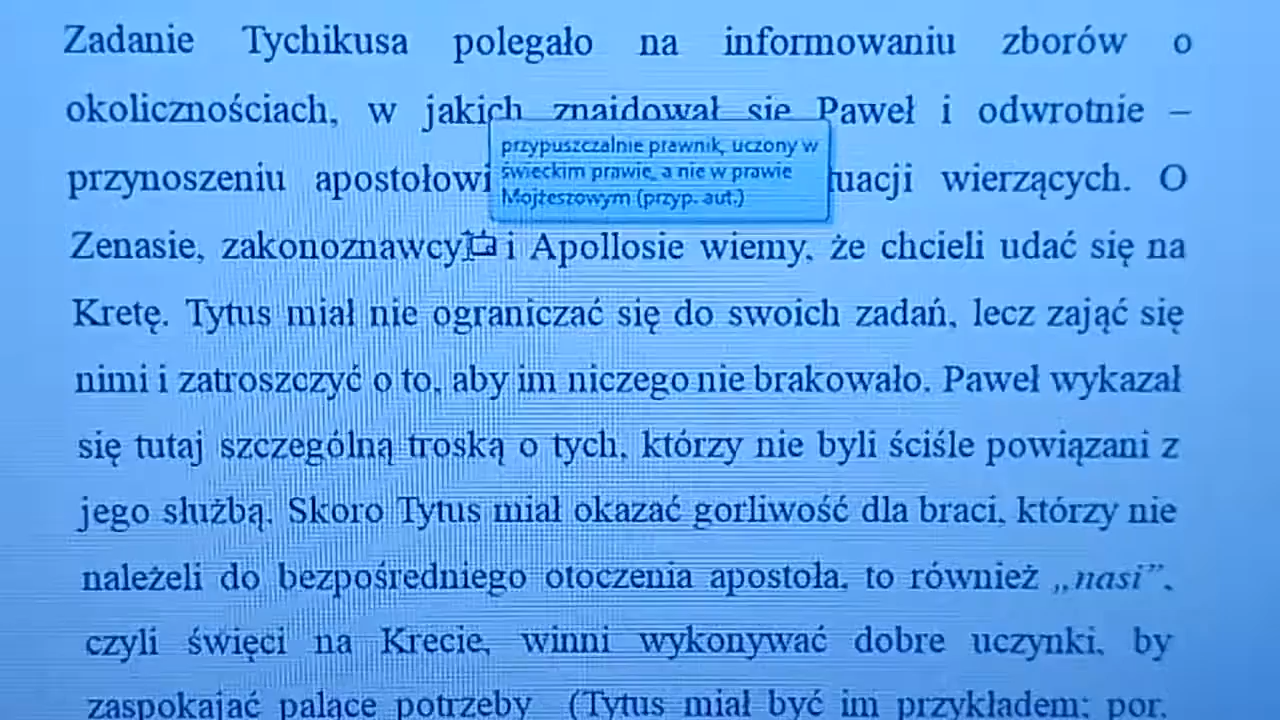 Zadanie Tychikusa polegało na informowaniu zborów o
okolicznościach, w jakich znajdował się Paweł i odwrotnie –
przypuszczalnie prawnik, uczony w
świeckim prawie, a nie w prawie
Mojżeszowym (przyp. aut.)
przynoszeniu apostołowi wierzących. O
Zenasie, zakonoznawcy i Apollosie wiemy, że chcieli udać się na
Kretę. Tytus miał nie ograniczać się do swoich zadań, lecz zająć się
nimi i zatroszczyć o to, aby im niczego nie brakowało. Paweł wykazał
się tutaj szczególną troską o tych, którzy nie byli ściśle powiązani z
jego służbą. Skoro Tytus miał okazać gorliwość dla braci, którzy nie
należeli do bezpośredniego otoczenia apostoła, to również „nasi”,
czyli święci na Krecie, winni wykonywać dobre uczynki, by
zaspokajać palące potrzeby (Tytus miał być im przykładem; por.